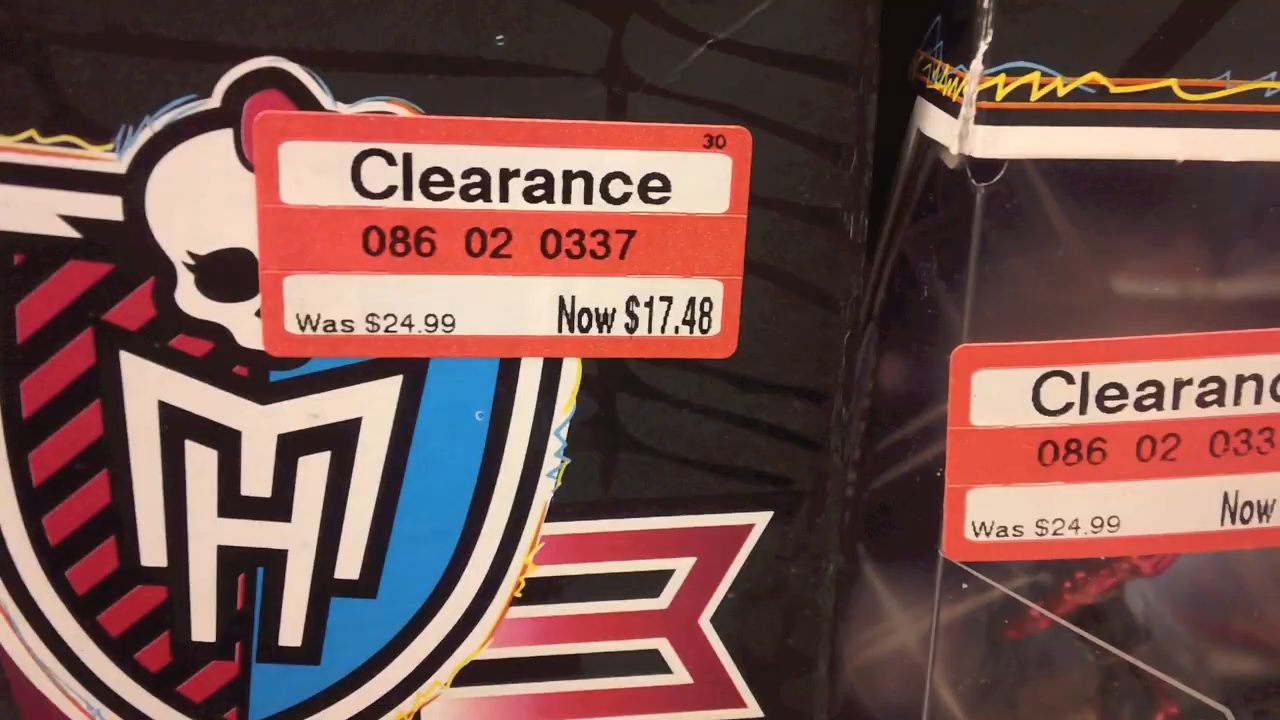 30
Clearance
086 02 0337
Was $24.99 Now $17.48
MH
Clearanc
086 02 033
Was $24.99 Now